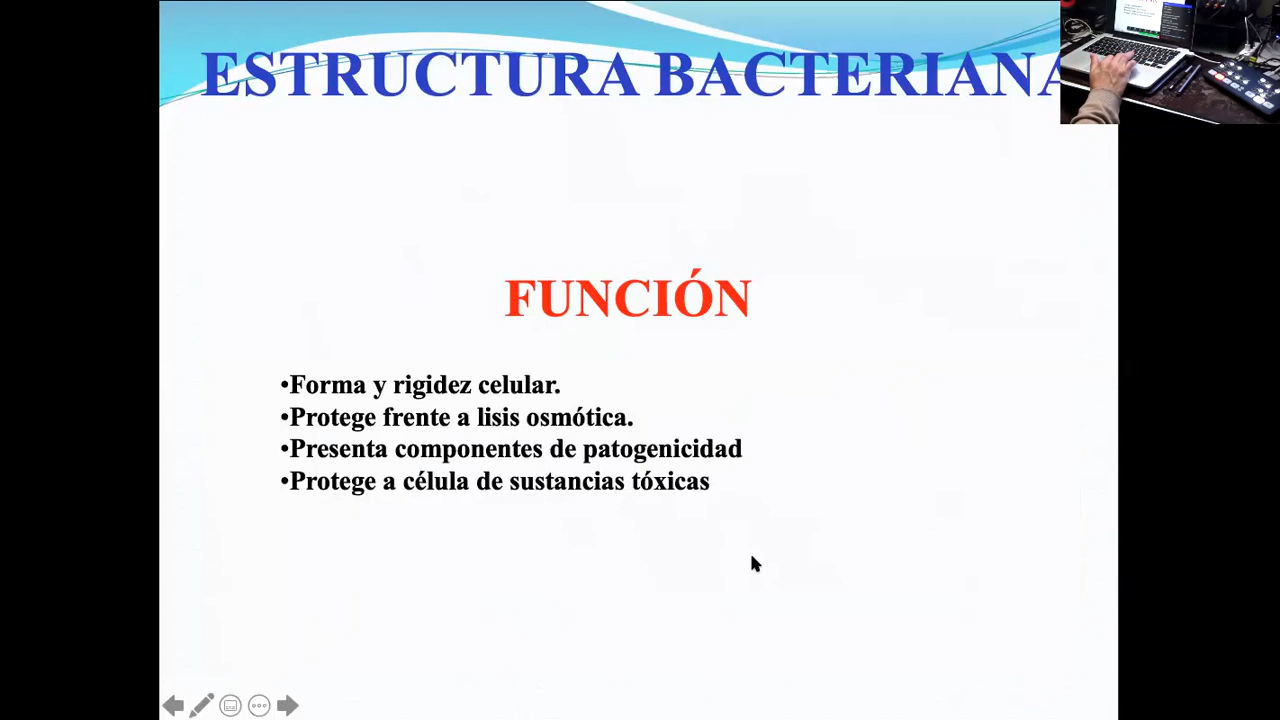 ESTRUCTURA BACTERIANA
FUNCIÓN
•Forma y rigidez celular.
•Protege frente a lisis osmótica.
•Presenta componentes de patogenicidad
•Protege a célula de sustancias tóxicas